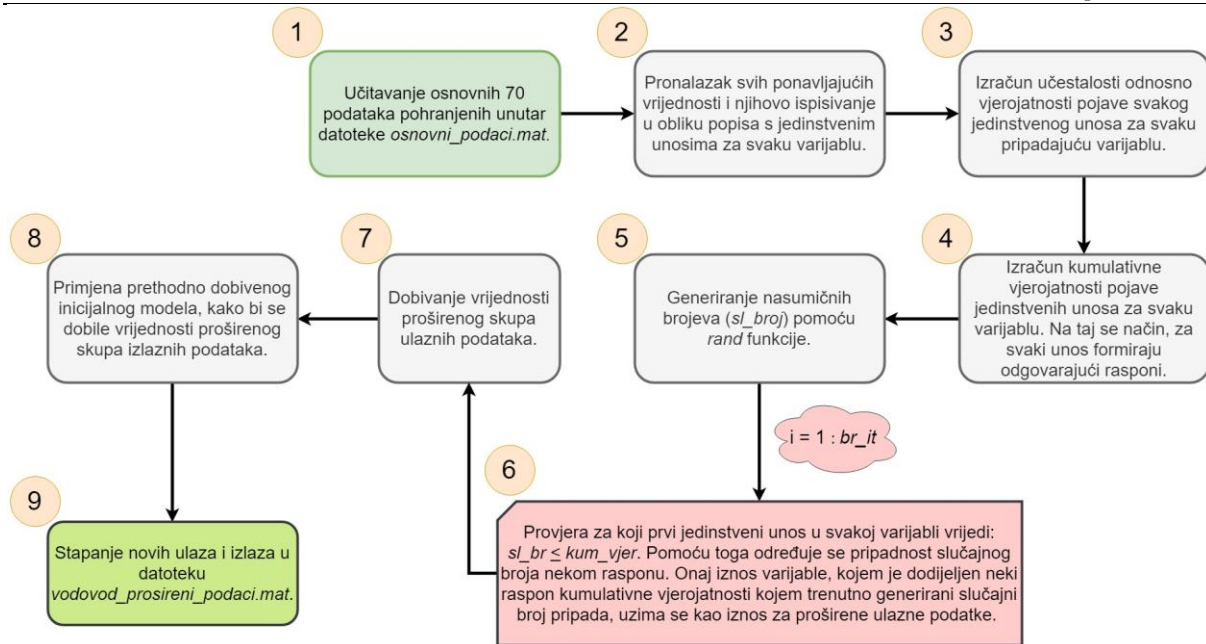 1
Učitavanje osnovnih 70
podataka pohranjenih unutar
datoteke osnovni_podaci.mat.
2
Pronalazak svih ponavljajućih
vrijednosti i njihovo ispisivanje
u obliku popisa s jedinstvenim
unosima za svaku varijablu.
3
Izračun učestalosti odnosno
vjerojatnosti pojave svakog
jedinstvenog unosa za svaku
pripadajuću varijablu.
4
Izračun kumulativne
vjerojatnosti pojave
jedinstvenih unosa za svaku
varijablu. Na taj se način, za
svaki unos formiraju
odgovarajući rasponi.
5
Generiranje nasumičnih
brojeva (sl_broj) pomoću
rand funkcije.
i = 1 : br_it
6
Provjera za koji prvi jedinstveni unos u svakoj varijabli vrijedi:
sl_br ≤ kum_vjer. Pomoću toga određuje se pripadnost slučajnog
broja nekom rasponu. Onaj iznos varijable, kojem je dodijeljen neki
raspon kumulativne vjerojatnosti kojem trenutno generirani slučajni
broj pripada, uzima se kao iznos za proširene ulazne podatke.
7
Dobivanje vrijednosti
proširenog skupa
ulaznih podataka.
8
Primjena prethodno dobivenog
inicijalnog modela, kako bi se
dobile vrijednosti proširenog
skupa izlaznih podataka.
9
Stapanje novih ulaza i izlaza u
datoteku
vodovod_prosireni_podaci.mat.